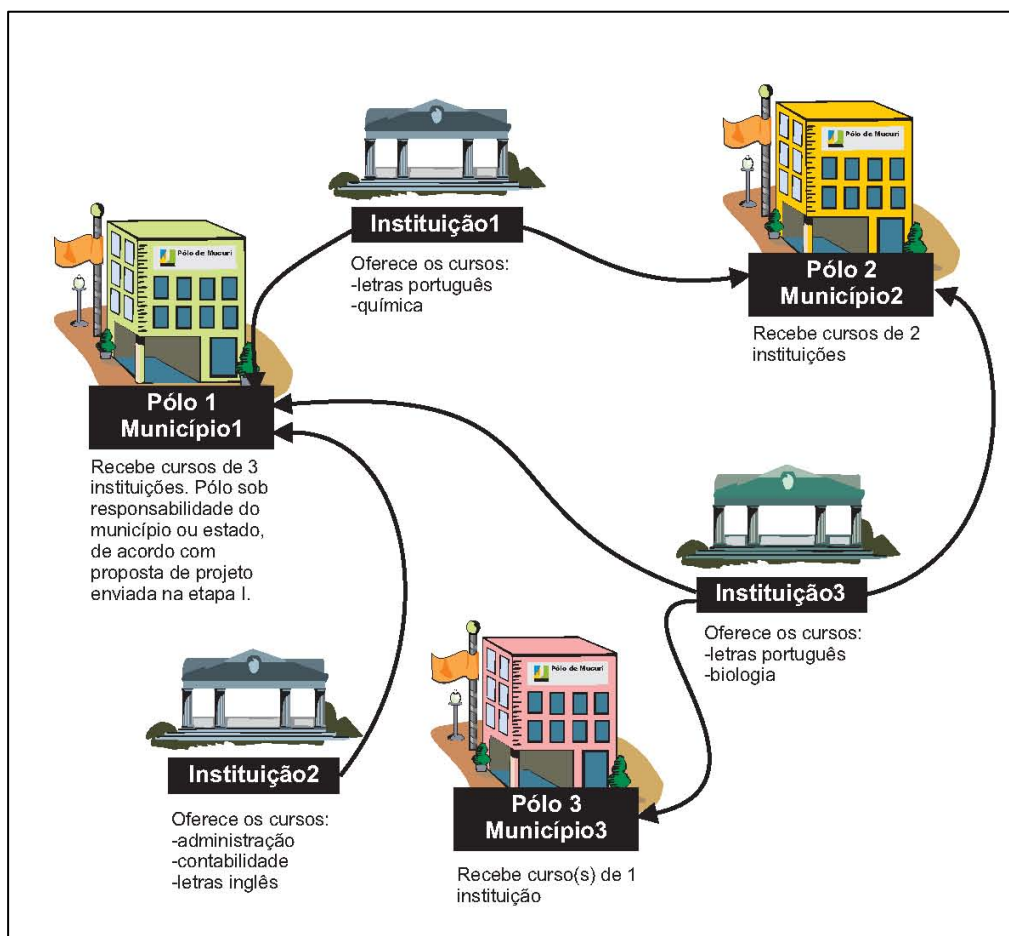 Pólo de Mucuri
Instituição1
Oferece os cursos:
-letras português
-química
Pólo de Mucuri
Pólo 2
Município2
Recebe cursos de 2
instituições
Pólo de Mucuri
Pólo 1
Município1
Recebe cursos de 3
instituições. Pólo sob
responsabilidade do
município ou estado,
de acordo com
proposta de projeto
enviada na etapa I.
Instituição3
Oferece os cursos:
-letras português
-biologia
Instituição2
Oferece os cursos:
-administração
-contabilidade
-letras inglês
Pólo 3
Município3
Recebe curso(s) de 1
instituição